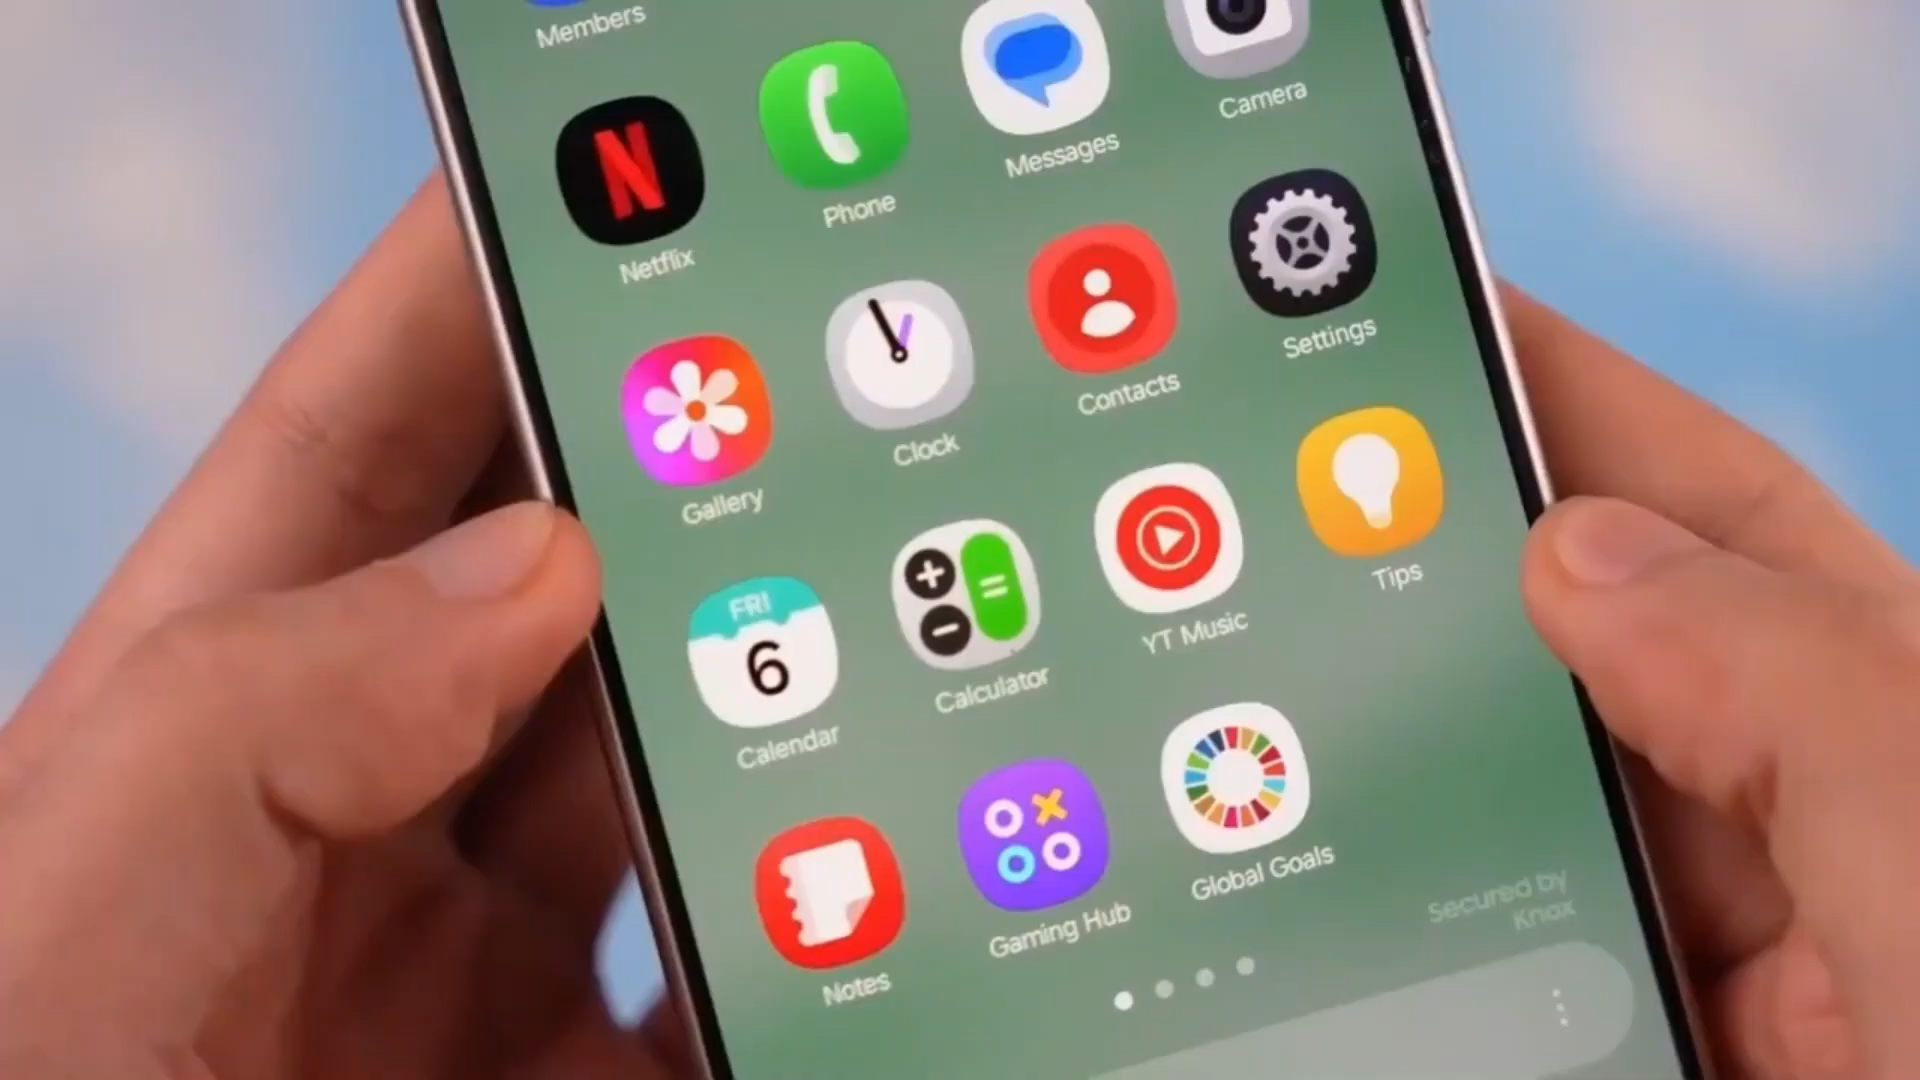 Members
N
Netflix
Phone
Messages
Camera
Gallery
Clock
Contacts
Settings
FRI
6
Calendar
+
−
=
Calculator
YT Music
Tips
Notes
Gaming Hub
Global Goals
Secured by
Knox